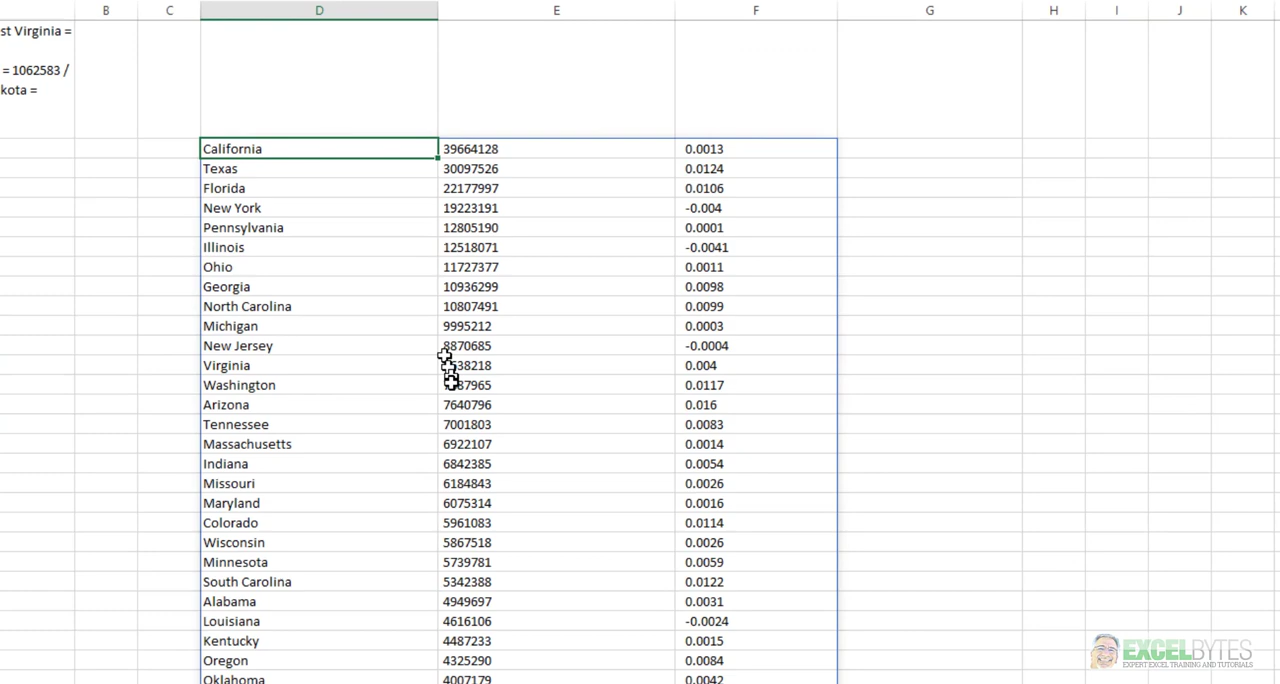 B C D E F G H I J K
st Virginia =
= 1062583 /
kota =
California 39664128 0.0013
Texas 30097526 0.0124
Florida 22177997 0.0106
New York 19223191 -0.004
Pennsylvania 12805190 0.0001
Illinois 12518071 -0.0041
Ohio 11727377 0.0011
Georgia 10936299 0.0098
North Carolina 10807491 0.0099
Michigan 9995212 0.0003
New Jersey 8870685 -0.0004
Virginia 0.004
Washington 0.0117
Arizona 7640796 0.016
Tennessee 7001803 0.0083
Massachusetts 6922107 0.0014
Indiana 6842385 0.0054
Missouri 6184843 0.0026
Maryland 6075314 0.0016
Colorado 5961083 0.0114
Wisconsin 5867518 0.0026
Minnesota 5739781 0.0059
South Carolina 5342388 0.0122
Alabama 4949697 0.0031
Louisiana 4616106 -0.0024
Kentucky 4487233 0.0015
Oregon 4325290 0.0084
Oklahoma 4007179 0.0042
EXCELBYTES
EXPERT EXCEL TRAINING AND TUTORIALS